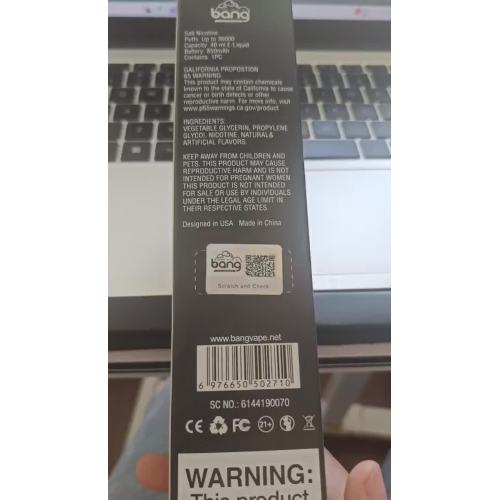 bang
Salt Nicotine
Puffs Up to 36000
Capacity 40 ml E-Liquid
Battery 850mAh
Contains 1PC
GALIFORNIA PROPOSTION
65 WARNING
This product may contain chemicale
known to the state of California to cause
cancer or birth defects or other
reproductive harm. For more info, visit
www.p65warnings.ca.gov/product
INGREDIENTS:
VEGETABLE GLYCERIN, PROPYLENE
GLYCOI, NICOTINE, NATURAL&
ARTIFICIAL FLAVORS.
KEEP AWAY FROM CHILDREN AND
PETS. THIS PRODUCT MAY CAUSE
REPRODUCTIVE HARM AND IS NOT
INTENDED FOR PREGNANT WOMEN
THIS PRODUCT IS NOT INTENDED
FOR SALE OR USE BY INDIVIDUALS
UNDER THE LEGAL AGE LIMIT IN
THEIR RESPECTIVE STATES.
Designed in USA Made in China
bang
Scratch and Check
www.bangvape.net
6 976650 502710
SC NO.: 6144190070
CE FC 21+
WARNING:
This product